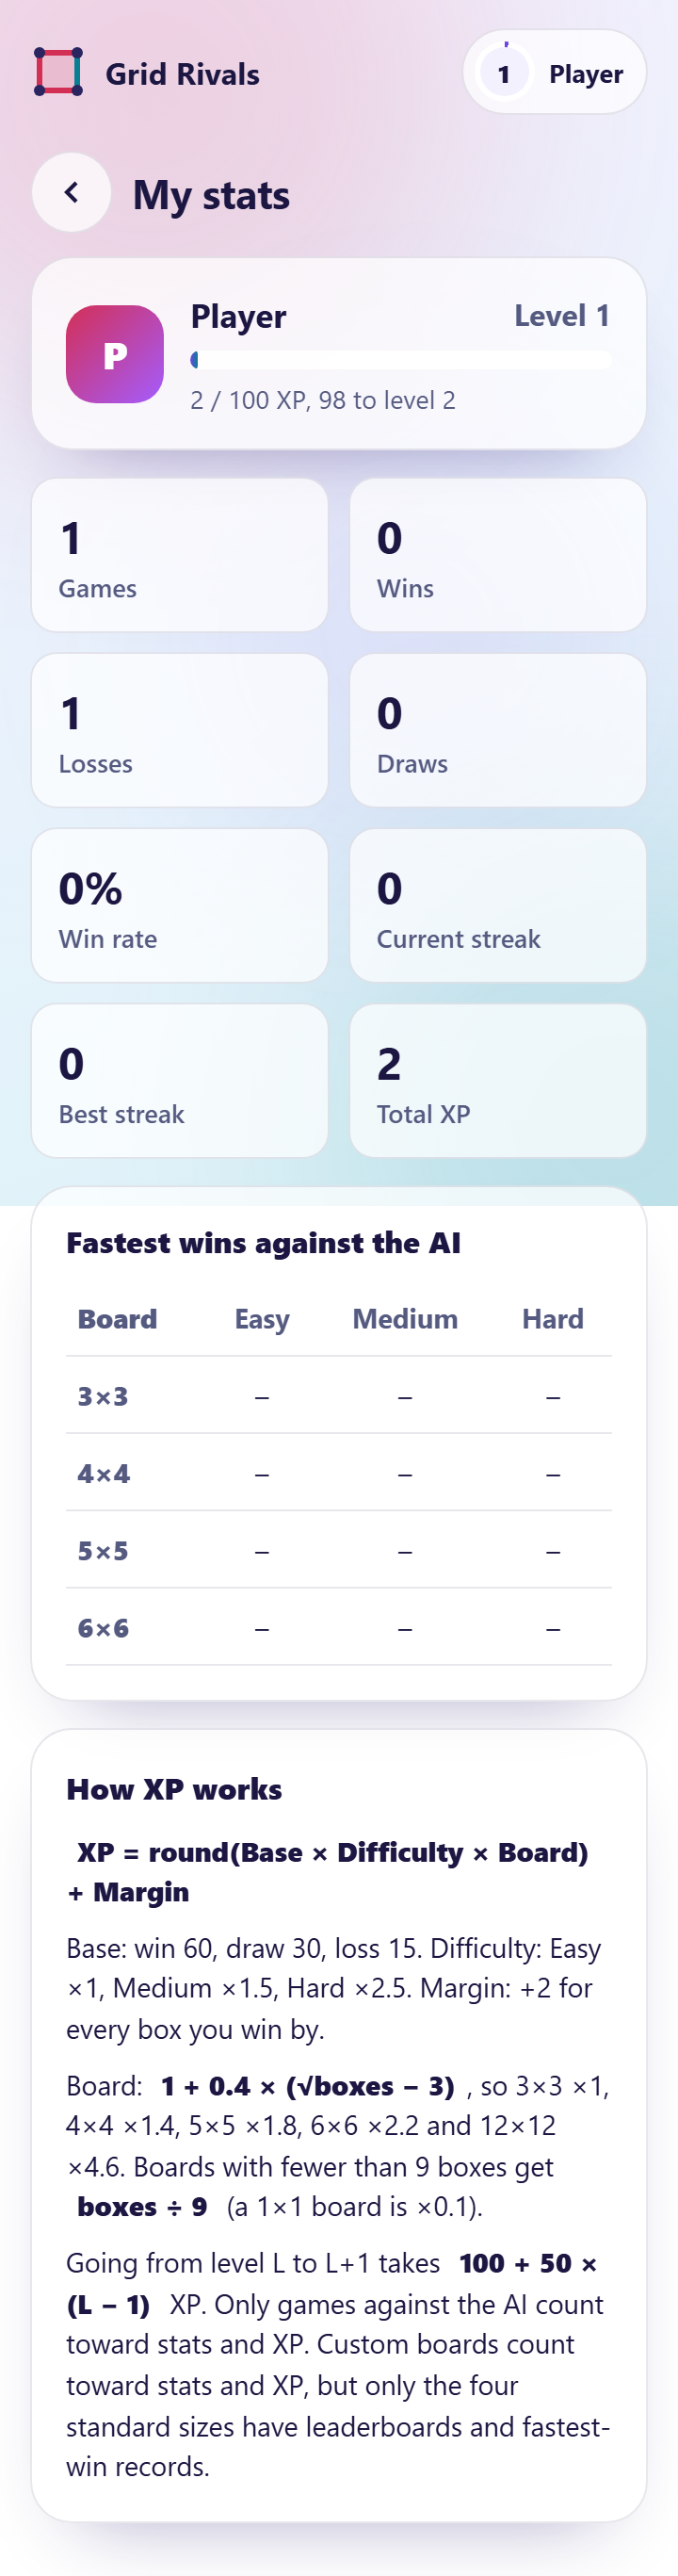 Grid Rivals
1 Player
My stats
P
Player Level 1
2 / 100 XP, 98 to level 2
1
Games
0
Wins
1
Losses
0
Draws
0%
Win rate
0
Current streak
0
Best streak
2
Total XP
Fastest wins against the AI
Board Easy Medium Hard
3×3 – – –
4×4 – – –
5×5 – – –
6×6 – – –
How XP works
XP = round(Base × Difficulty × Board)
+ Margin
Base: win 60, draw 30, loss 15. Difficulty: Easy
×1, Medium ×1.5, Hard ×2.5. Margin: +2 for
every box you win by.
Board: 1 + 0.4 × (√boxes − 3) , so 3×3 ×1,
4×4 ×1.4, 5×5 ×1.8, 6×6 ×2.2 and 12×12
×4.6. Boards with fewer than 9 boxes get
boxes ÷ 9 (a 1×1 board is ×0.1).
Going from level L to L+1 takes 100 + 50 ×
(L − 1) XP. Only games against the AI count
toward stats and XP. Custom boards count
toward stats and XP, but only the four
standard sizes have leaderboards and fastest-
win records.